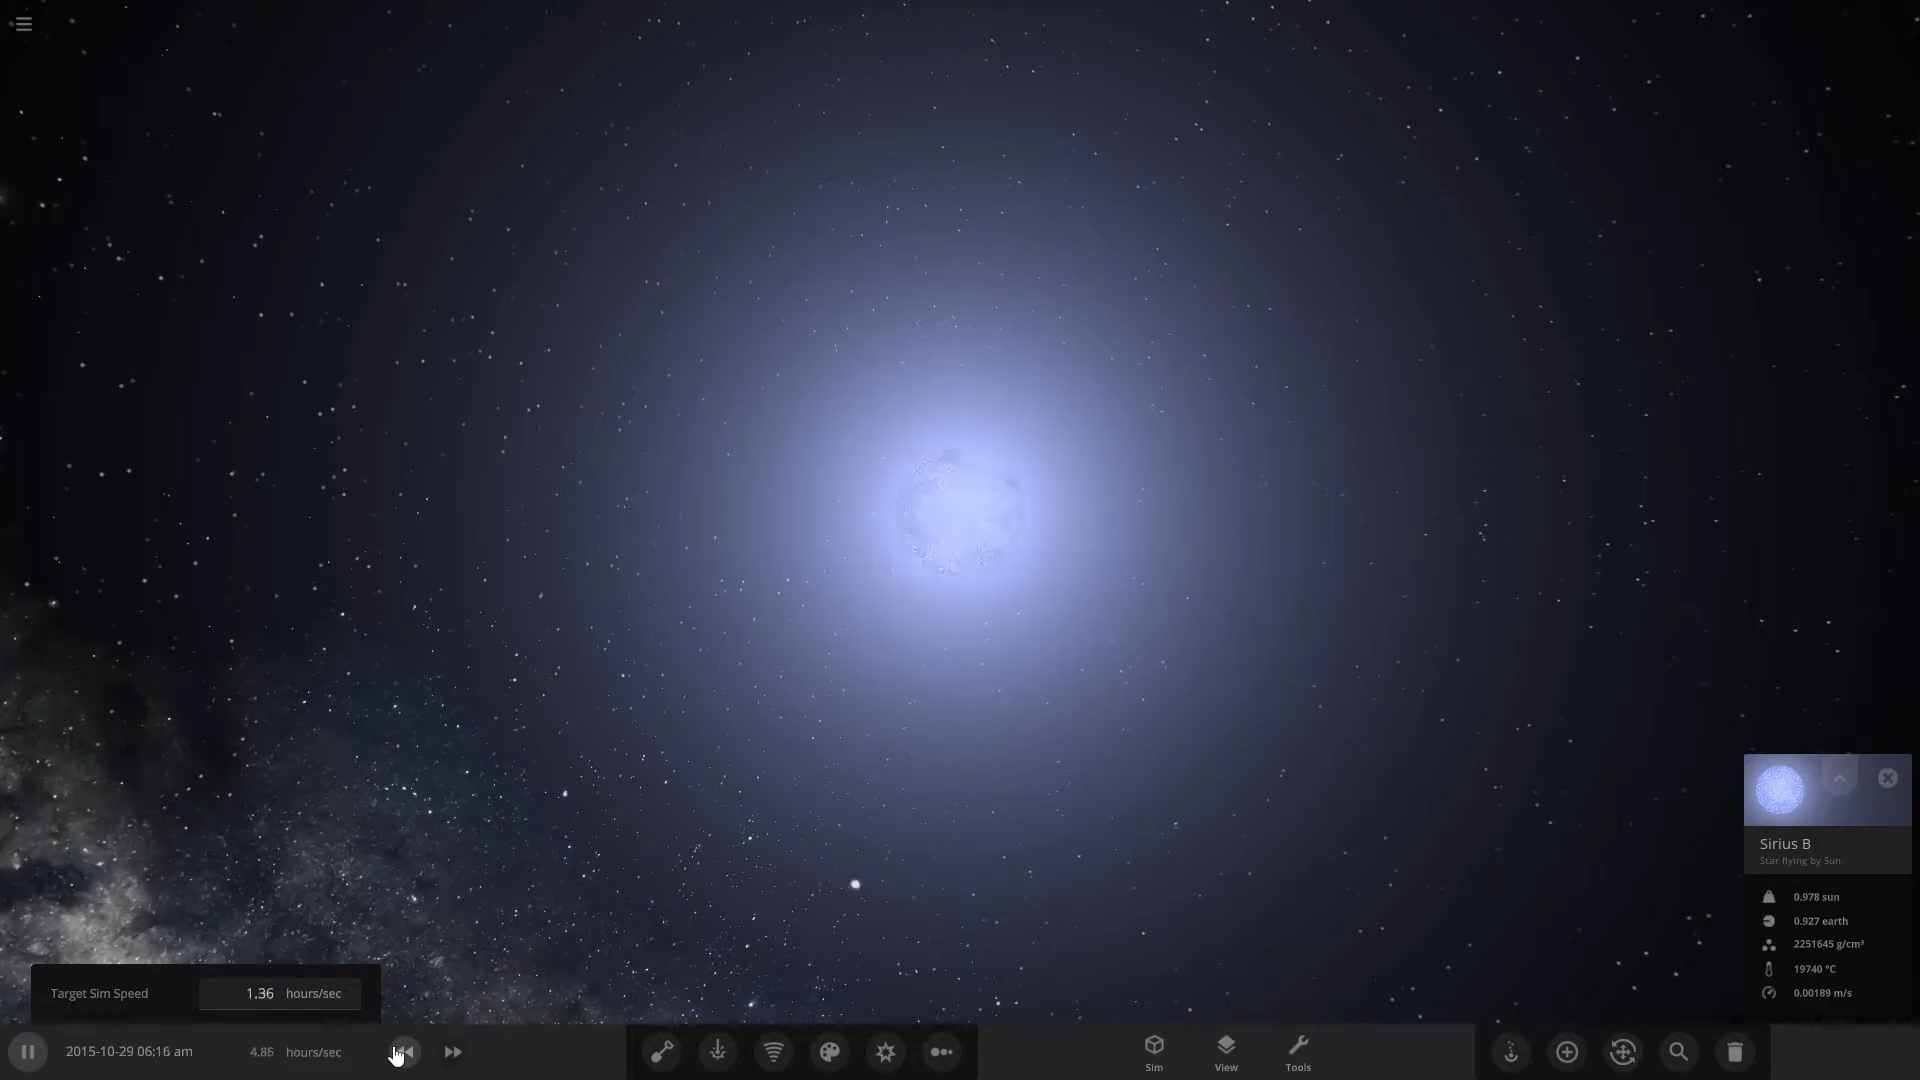 Sirius B
Star flying by Sun
0.978 sun
0.927 earth
2251645 g/cm³
19740 °C
0.00189 m/s
Target Sim Speed 1.36 hours/sec
2015-10-29 06:16 am 4.86 hours/sec
Sim View Tools